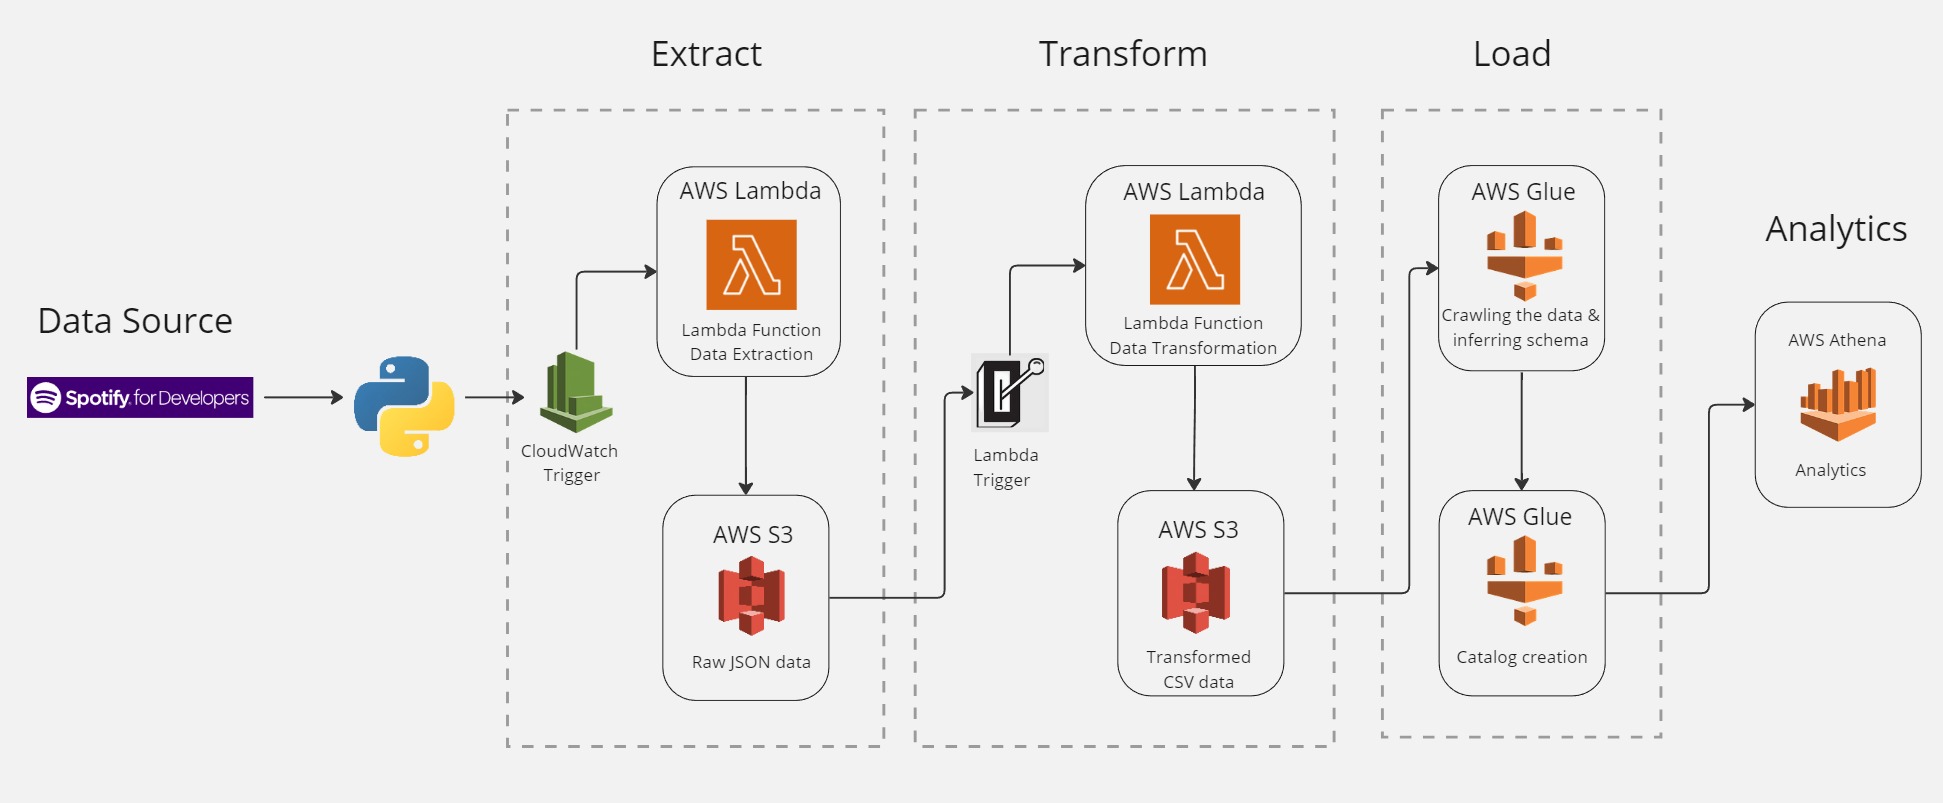 Extract
Transform
Load
Analytics
Data Source
Spotify for Developers
CloudWatch
Trigger
AWS Lambda
Lambda Function
Data Extraction
AWS S3
Raw JSON data
Lambda
Trigger
AWS Lambda
Lambda Function
Data Transformation
AWS S3
Transformed
CSV data
AWS Glue
Crawling the data &
inferring schema
AWS Glue
Catalog creation
AWS Athena
Analytics